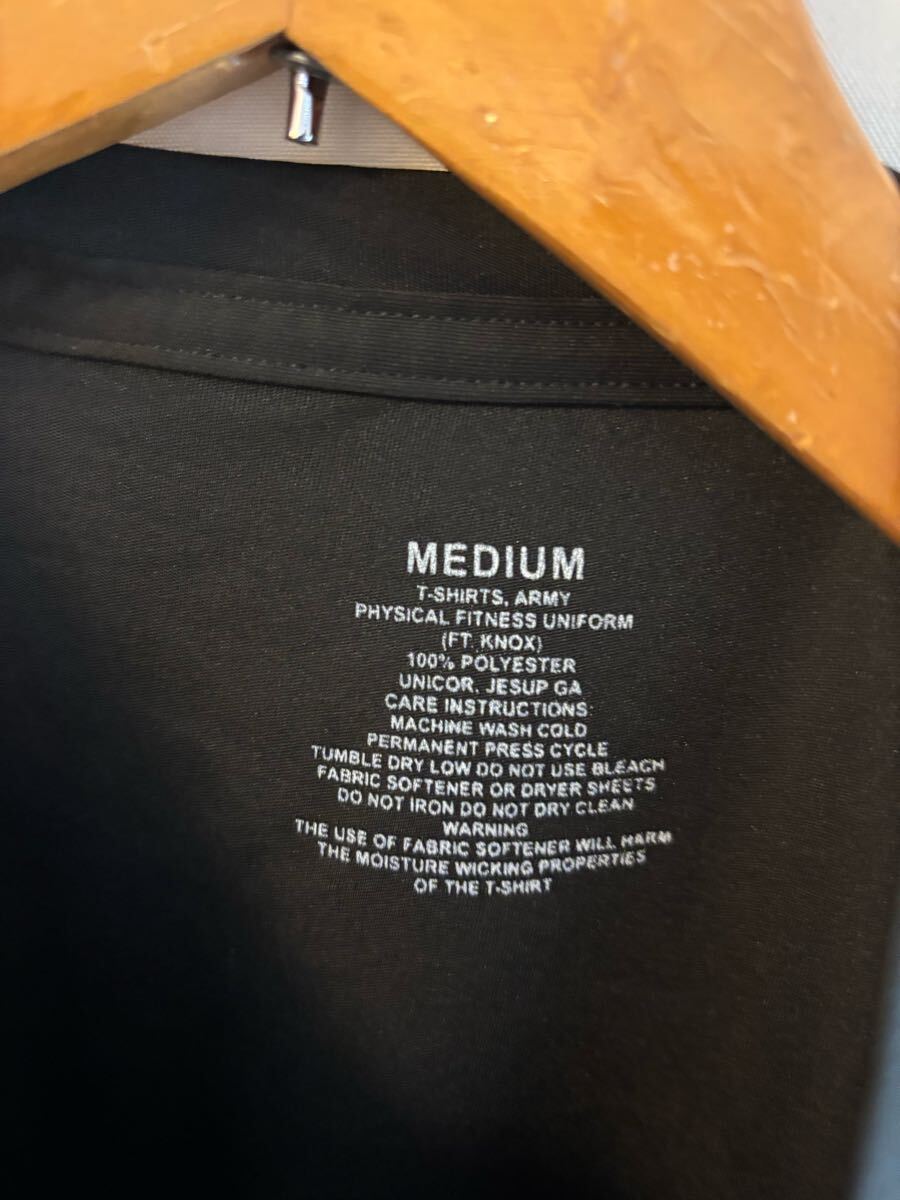 MEDIUM
T-SHIRTS, ARMY
PHYSICAL FITNESS UNIFORM
(FT. KNOX)
100% POLYESTER
UNICOR, JESUP GA
CARE INSTRUCTIONS:
MACHINE WASH COLD
PERMANENT PRESS CYCLE
TUMBLE DRY LOW DO NOT USE BLEACH
FABRIC SOFTENER OR DRYER SHEETS
DO NOT IRON DO NOT DRY CLEAN
WARNING
THE USE OF FABRIC SOFTENER WILL HARM
THE MOISTURE WICKING PROPERTIES
OF THE T-SHIRT